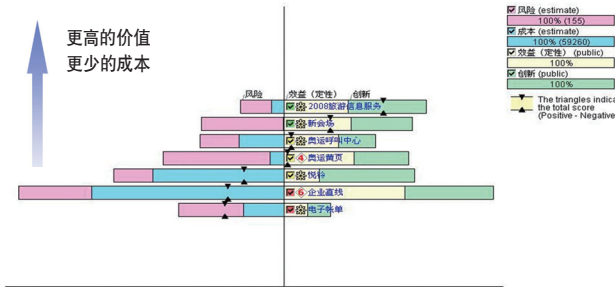 更高的价值
更少的成本
风险
效益（定性）
创新
2008旅游信息服务
新会场
奥运呼叫中心
④奥运黄页
悦铃
⑥企业直线
电子帐单
风险 (estimate)
100% (155)
成本 (estimate)
100% (59260)
效益（定性）(public)
100%
创新 (public)
100%
The triangles indica
the total score
(Positive - Negative